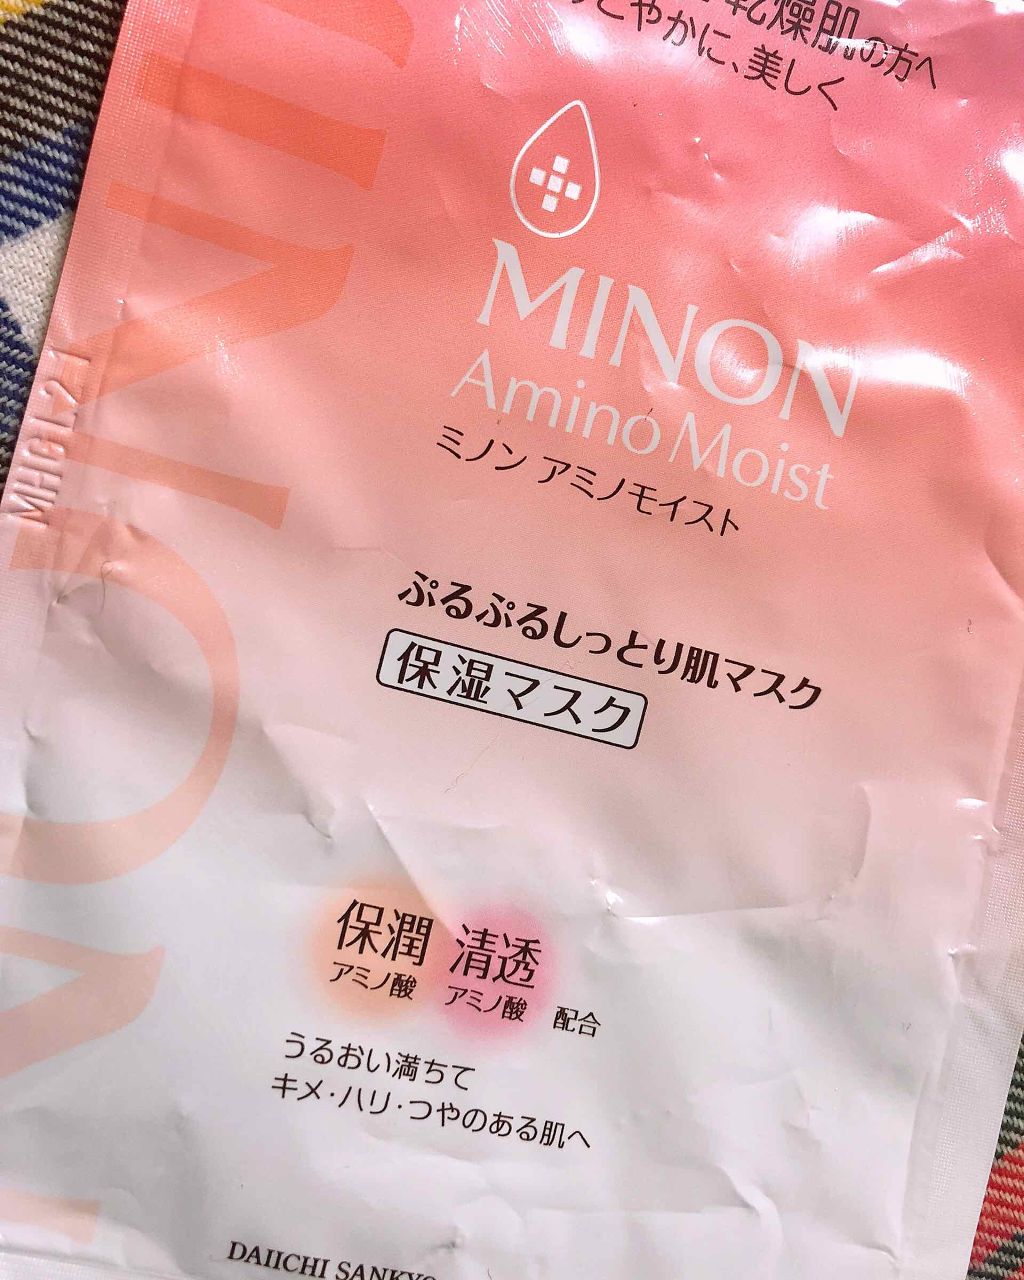 乾燥肌の方へ
こやかに、美しく
MINON
Amino Moist
ミノン アミノモイスト
ぷるぷるしっとり肌マスク
保湿マスク
保潤 清透
アミノ酸 アミノ酸 配合
うるおい満ちて
キメ・ハリ・つやのある肌へ
DAIICHI SANKYO
MINON